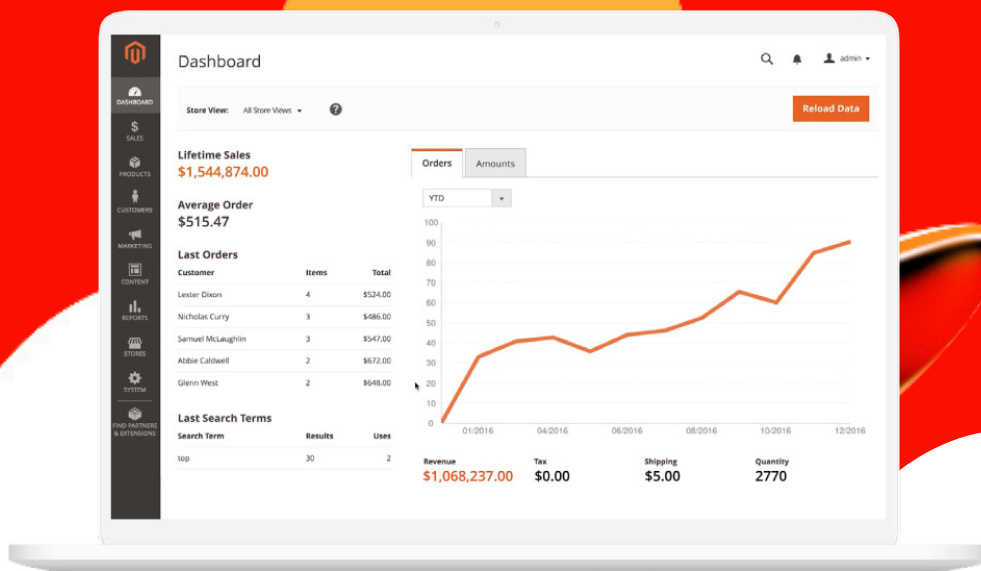 Dashboard
admin
DASHBOARD
SALES
PRODUCTS
CUSTOMERS
MARKETING
CONTENT
REPORTS
STORES
SYSTEM
FIND PARTNERS
& EXTENSIONS
Store View: All Store Views ?
Reload Data
Lifetime Sales
$1,544,874.00
Average Order
$515.47
Last Orders
Customer Items Total
Lester Dixon 4 $524.00
Nicholas Curry 3 $486.00
Samuel McLaughlin 3 $547.00
Abbie Caldwell 2 $672.00
Glenn West 2 $648.00
Last Search Terms
Search Term Results Uses
top 30 2
Orders Amounts
YTD
100
90
80
70
60
50
40
30
20
10
0
01/2016 04/2016 06/2016 08/2016 10/2016 12/2016
Revenue Tax Shipping Quantity
$1,068,237.00 $0.00 $5.00 2770